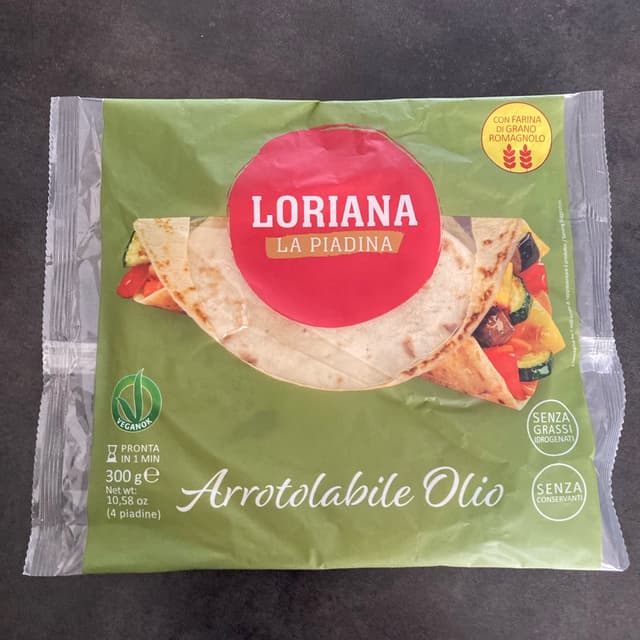 CON FARINA
DI GRANO
ROMAGNOLO
LORIANA
LA PIADINA
VEGANOK
PRONTA
IN 1 MIN
300 g e
Net wt:
10,58 oz
(4 piadine)
Arrotolabile Olio
SENZA
GRASSI
IDROGENATI
SENZA
CONSERVANTI